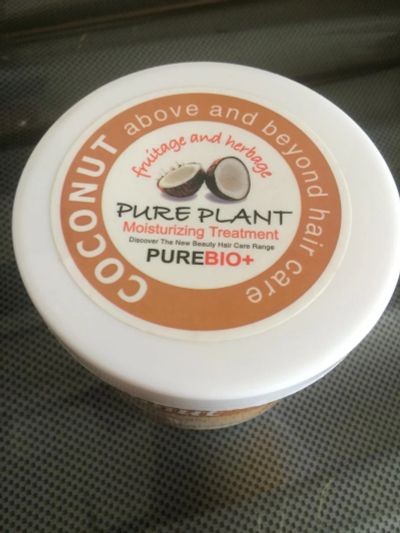 COCONUT above and beyond hair care
fruitage and herbage
PURE PLANT
Moisturizing Treatment
Discover The New Beauty Hair Care Range
PUREBIO+